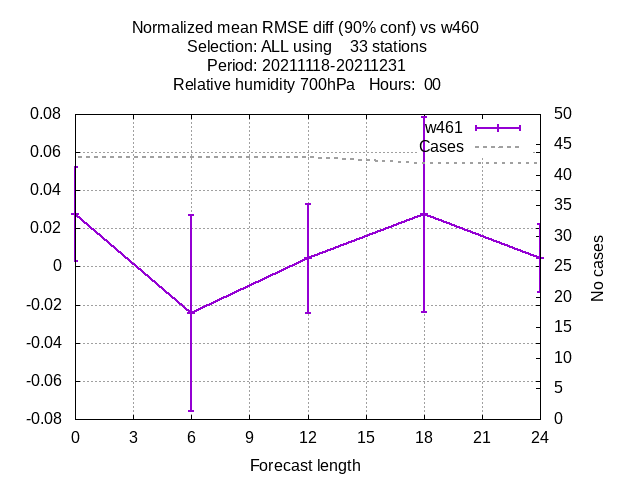 Normalized mean RMSE diff (90% conf) vs w460
Selection: ALL using 33 stations
Period: 20211118-20211231
Relative humidity 700hPa Hours: 00
0.08
0.06
0.04
0.02
0
-0.02
-0.04
-0.06
-0.08
w461
Cases
50
45
40
35
30
25
20
15
10
5
0
No cases
0 3 6 9 12 15 18 21 24
Forecast length